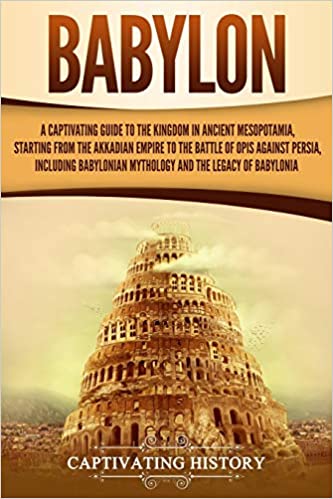 BABYLON
A CAPTIVATING GUIDE TO THE KINGDOM IN ANCIENT MESOPOTAMIA,
STARTING FROM THE AKKADIAN EMPIRE TO THE BATTLE OF OPIS AGAINST PERSIA,
INCLUDING BABYLONIAN MYTHOLOGY AND THE LEGACY OF BABYLONIA
CAPTIVATING HISTORY